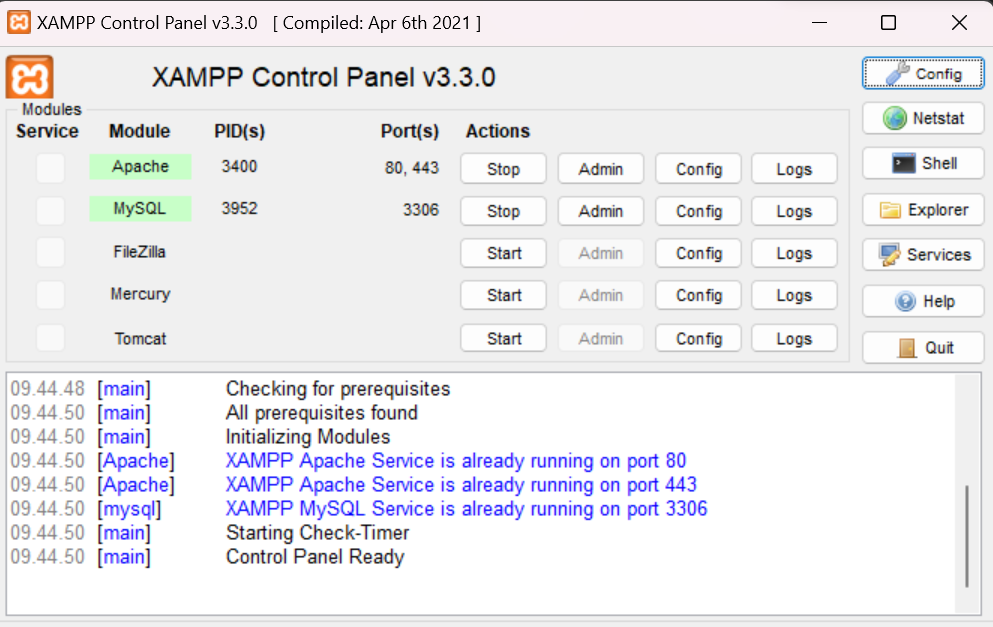 XAMPP Control Panel v3.3.0 [ Compiled: Apr 6th 2021 ]
XAMPP Control Panel v3.3.0
Config
Netstat
Shell
Explorer
Services
Help
Quit
Modules
Service Module PID(s) Port(s) Actions
Apache 3400 80, 443 Stop Admin Config Logs
MySQL 3952 3306 Stop Admin Config Logs
FileZilla Start Admin Config Logs
Mercury Start Admin Config Logs
Tomcat Start Admin Config Logs
09.44.48 [main] Checking for prerequisites
09.44.50 [main] All prerequisites found
09.44.50 [main] Initializing Modules
09.44.50 [Apache] XAMPP Apache Service is already running on port 80
09.44.50 [Apache] XAMPP Apache Service is already running on port 443
09.44.50 [mysql] XAMPP MySQL Service is already running on port 3306
09.44.50 [main] Starting Check-Timer
09.44.50 [main] Control Panel Ready